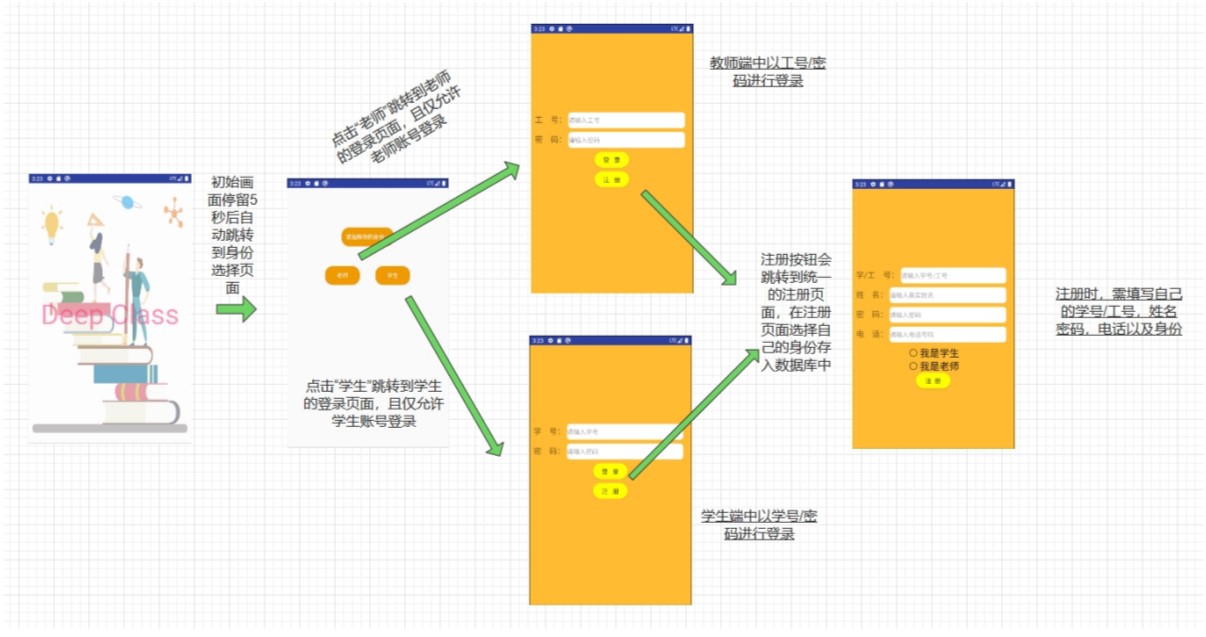 3:23
LTE
Deep Class
初始画
面停留5
秒后自
动跳转
到身份
选择页
面
3:23
LTE
老师
学生
点击“老师”跳转到老师
的登录页面，且仅允许
老师账号登录
点击“学生”跳转到学生
的登录页面，且仅允许
学生账号登录
3:23
LTE
工 号：请输入工号
密 码：请输入密码
登 录
注 册
教师端中以工号/密
码进行登录
3:23
LTE
学 号：请输入学号
密 码：请输入密码
登 录
注 册
学生端中以学号/密
码进行登录
注册按钮会
跳转到统一
的注册页
面，在注册
页面选择自
己的身份存
入数据库中
3:23
LTE
学/工 号：请输入学号/工号
姓 名：请输入真实姓名
密 码：请输入密码
电 话：请输入电话号码
我是学生
我是老师
注 册
注册时，需填写自己
的学号/工号，姓名
密码，电话以及身份